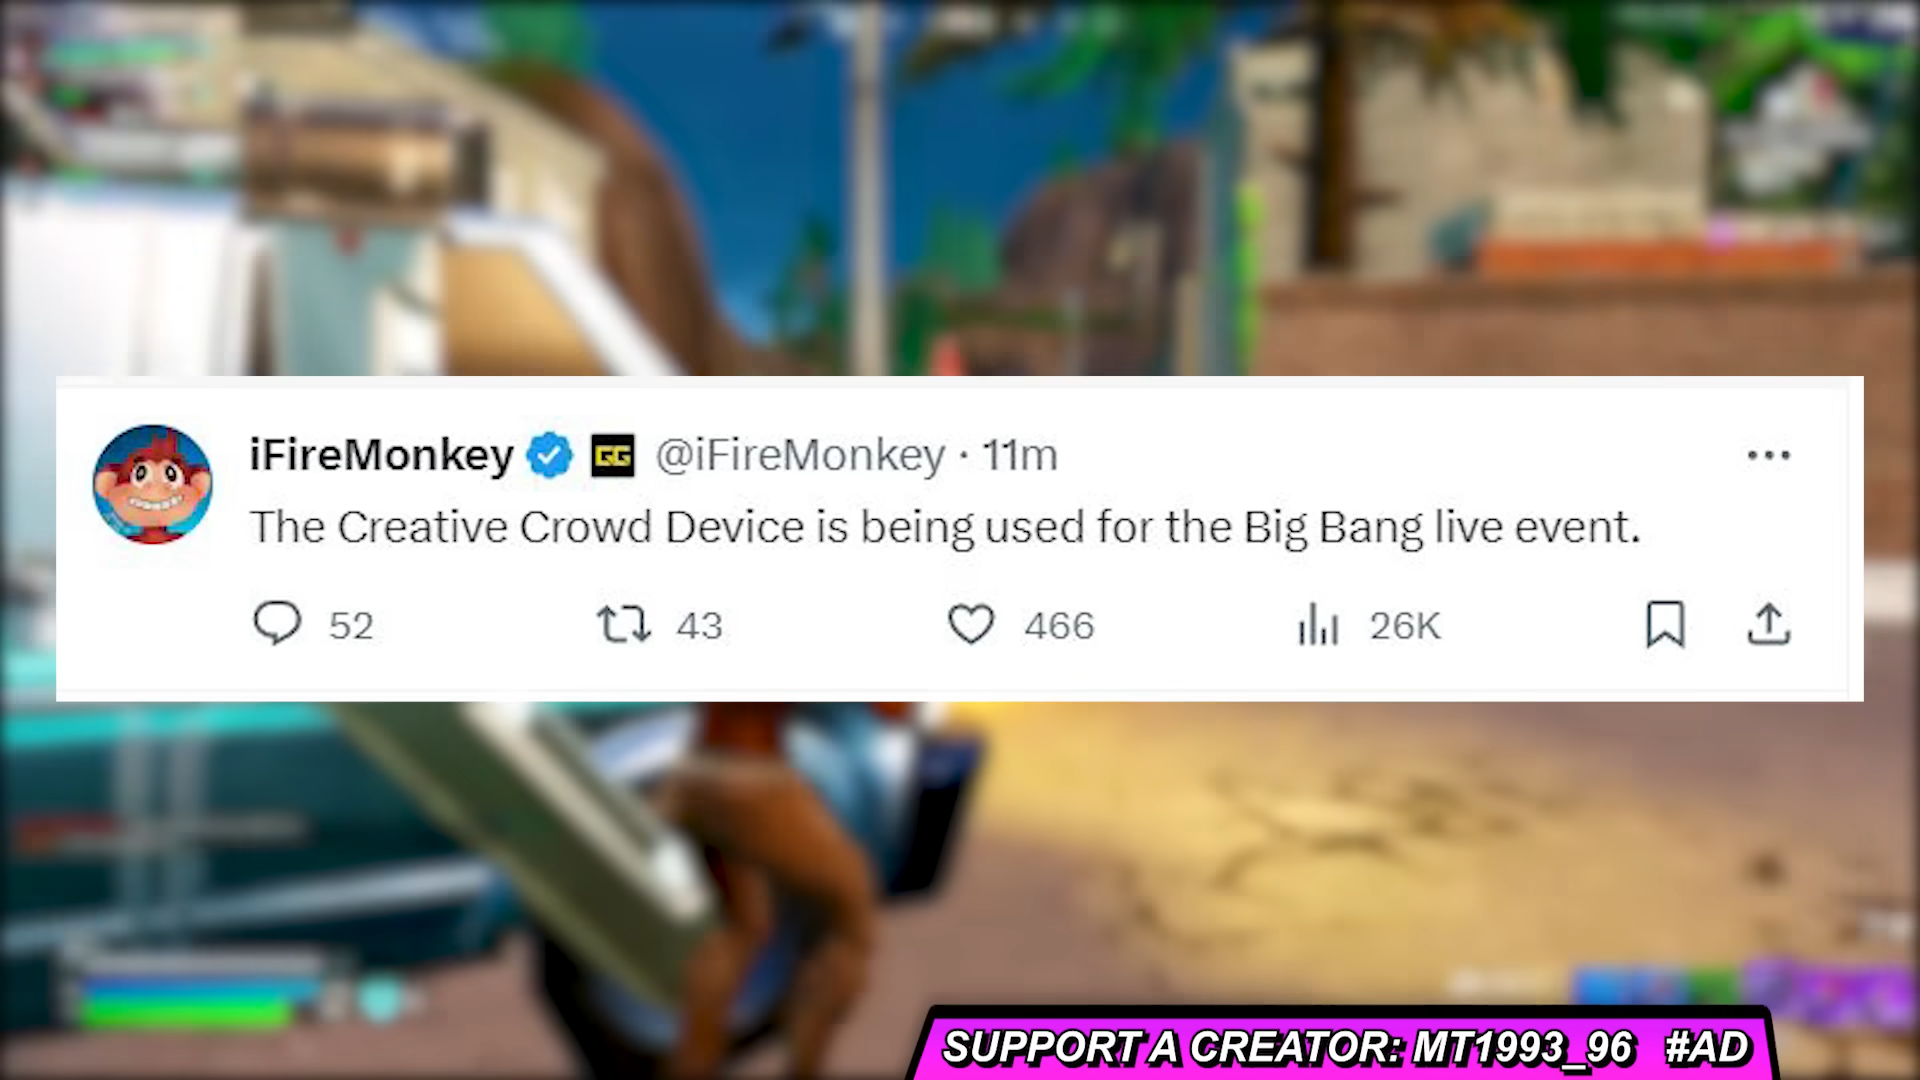 iFireMonkey GG @iFireMonkey · 11m
The Creative Crowd Device is being used for the Big Bang live event.
52 43 466 26K
SUPPORT A CREATOR: MT1993_96 #AD